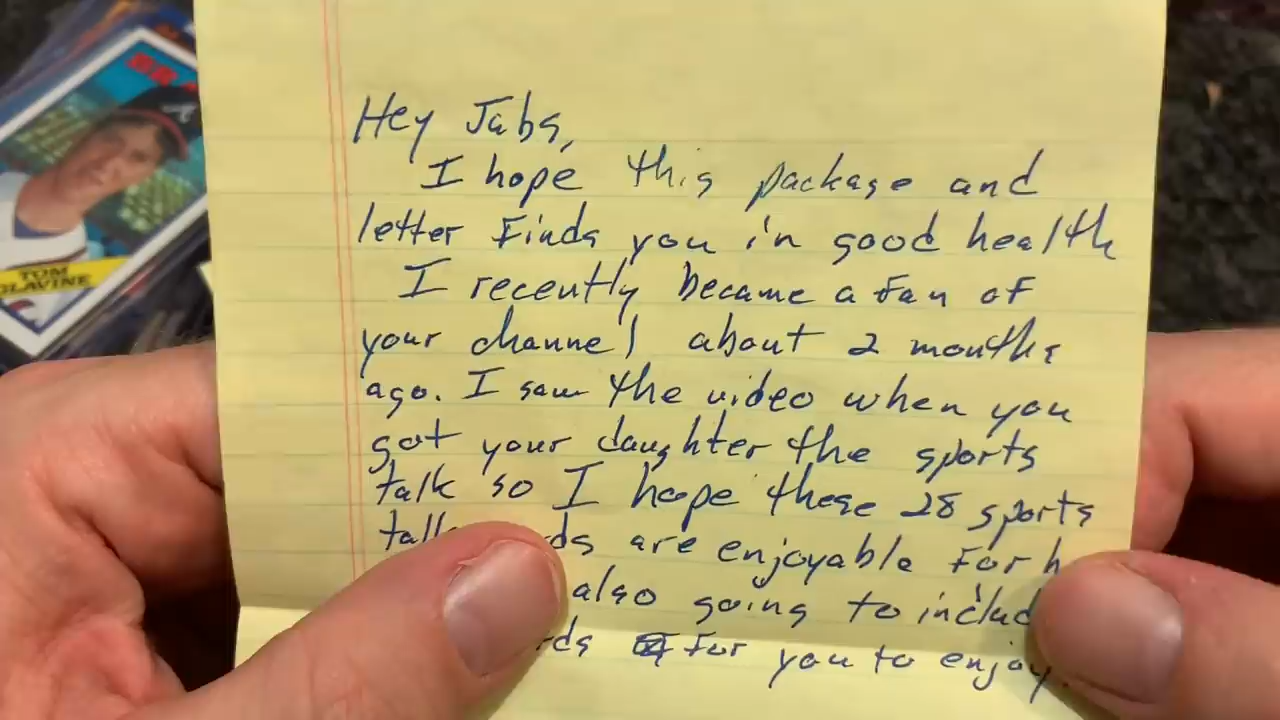 Hey Jabs,
I hope this package and
letter finds you in good health
I recently became a fan of
your channel about 2 months
ago. I saw the video when you
got your daughter the sports
talk so I hope these 28 sports
are enjoyable for
also going to
for you to enjoy.
TOM